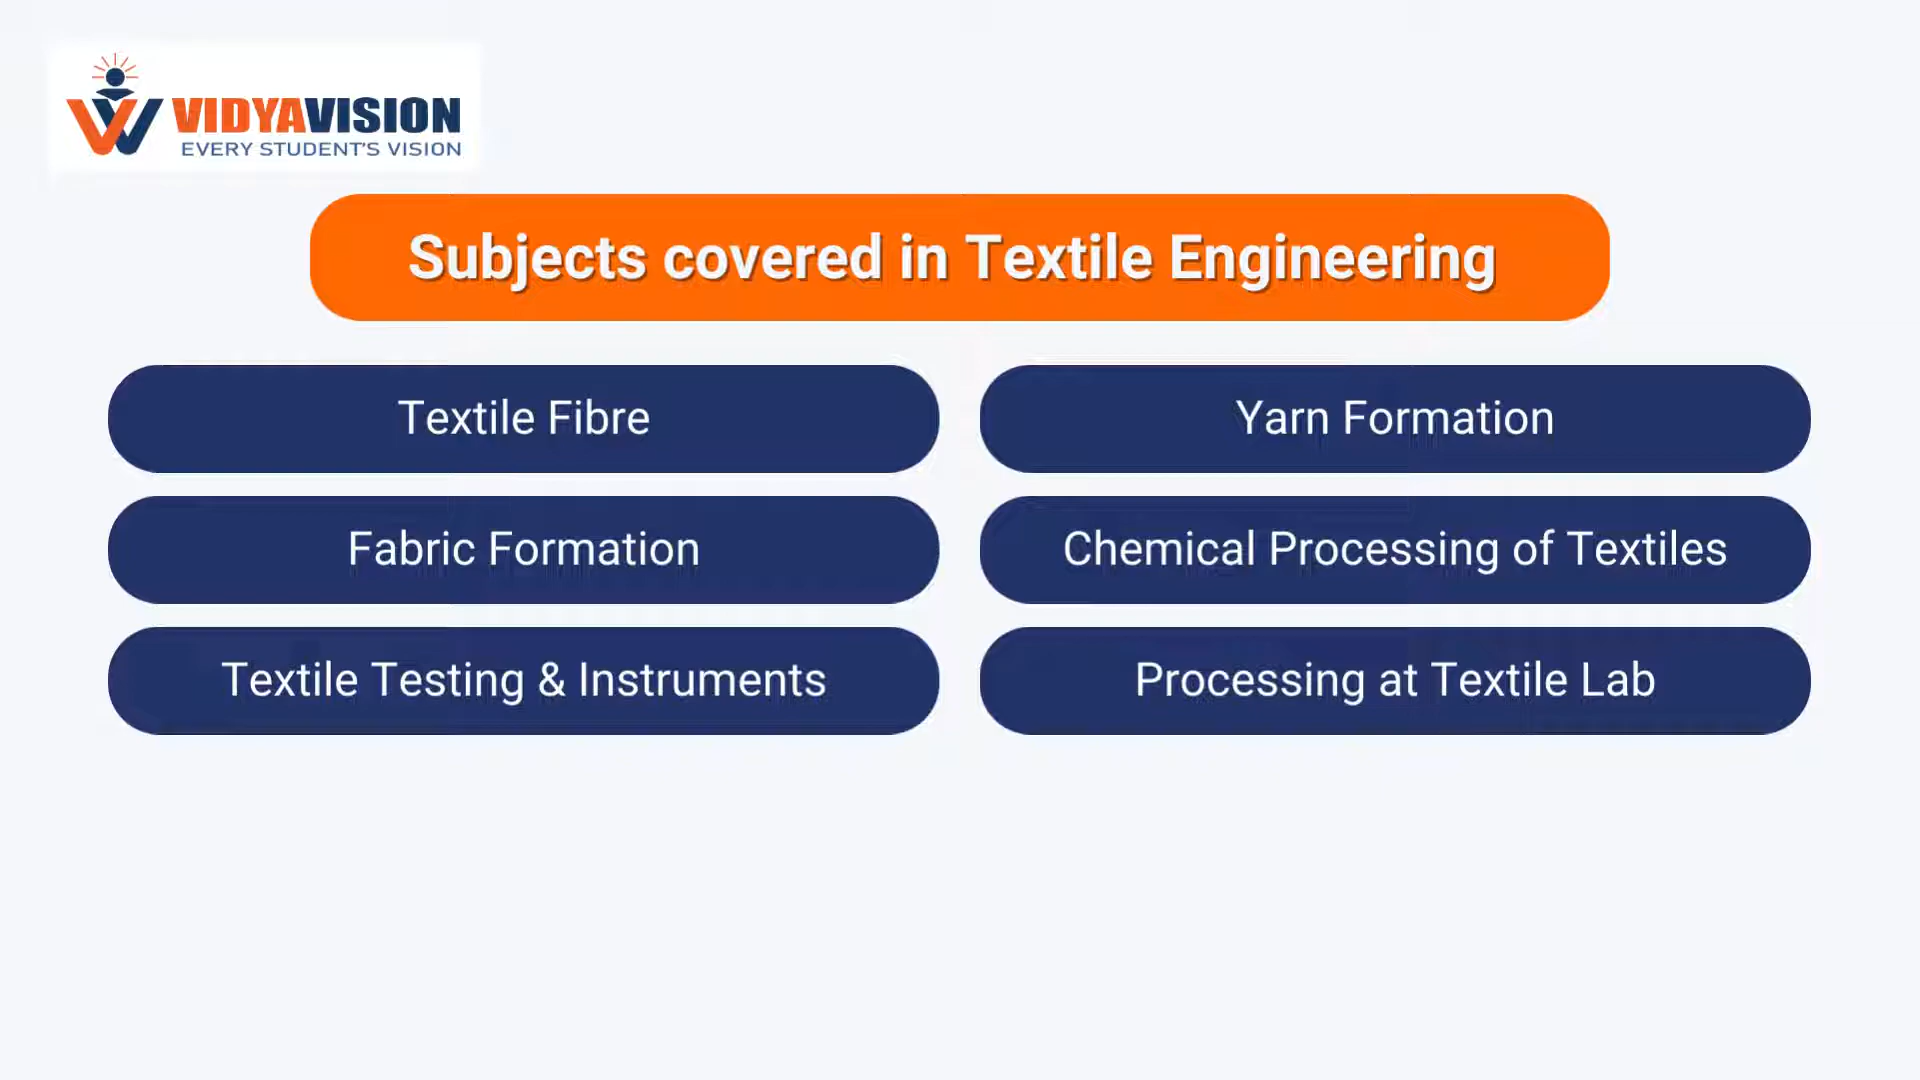 VIDYAVISION
EVERY STUDENT'S VISION
Subjects covered in Textile Engineering
Textile Fibre
Yarn Formation
Fabric Formation
Chemical Processing of Textiles
Textile Testing & Instruments
Processing at Textile Lab